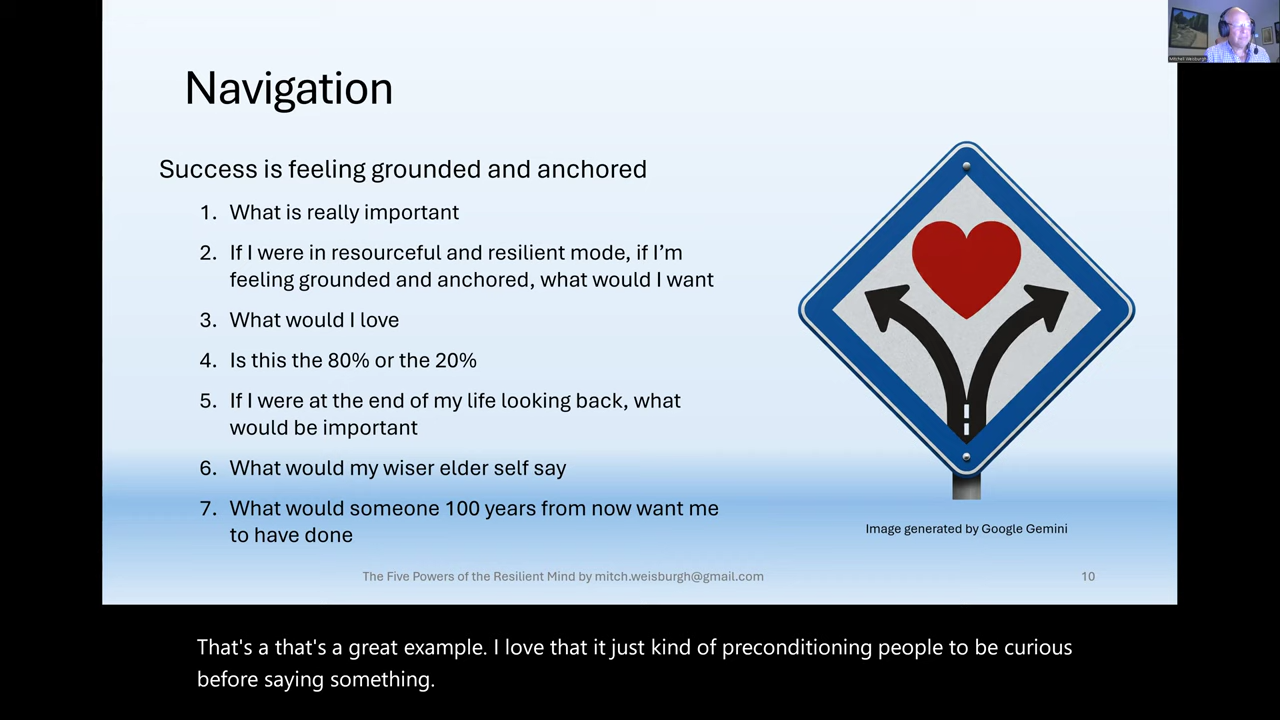 Mitchell Weisburgh
Navigation
Success is feeling grounded and anchored
1. What is really important
2. If I were in resourceful and resilient mode, if I’m
feeling grounded and anchored, what would I want
3. What would I love
4. Is this the 80% or the 20%
5. If I were at the end of my life looking back, what
would be important
6. What would my wiser elder self say
7. What would someone 100 years from now want me
to have done
Image generated by Google Gemini
The Five Powers of the Resilient Mind by mitch.weisburgh@gmail.com
10
That's a that's a great example. I love that it just kind of preconditioning people to be curious
before saying something.